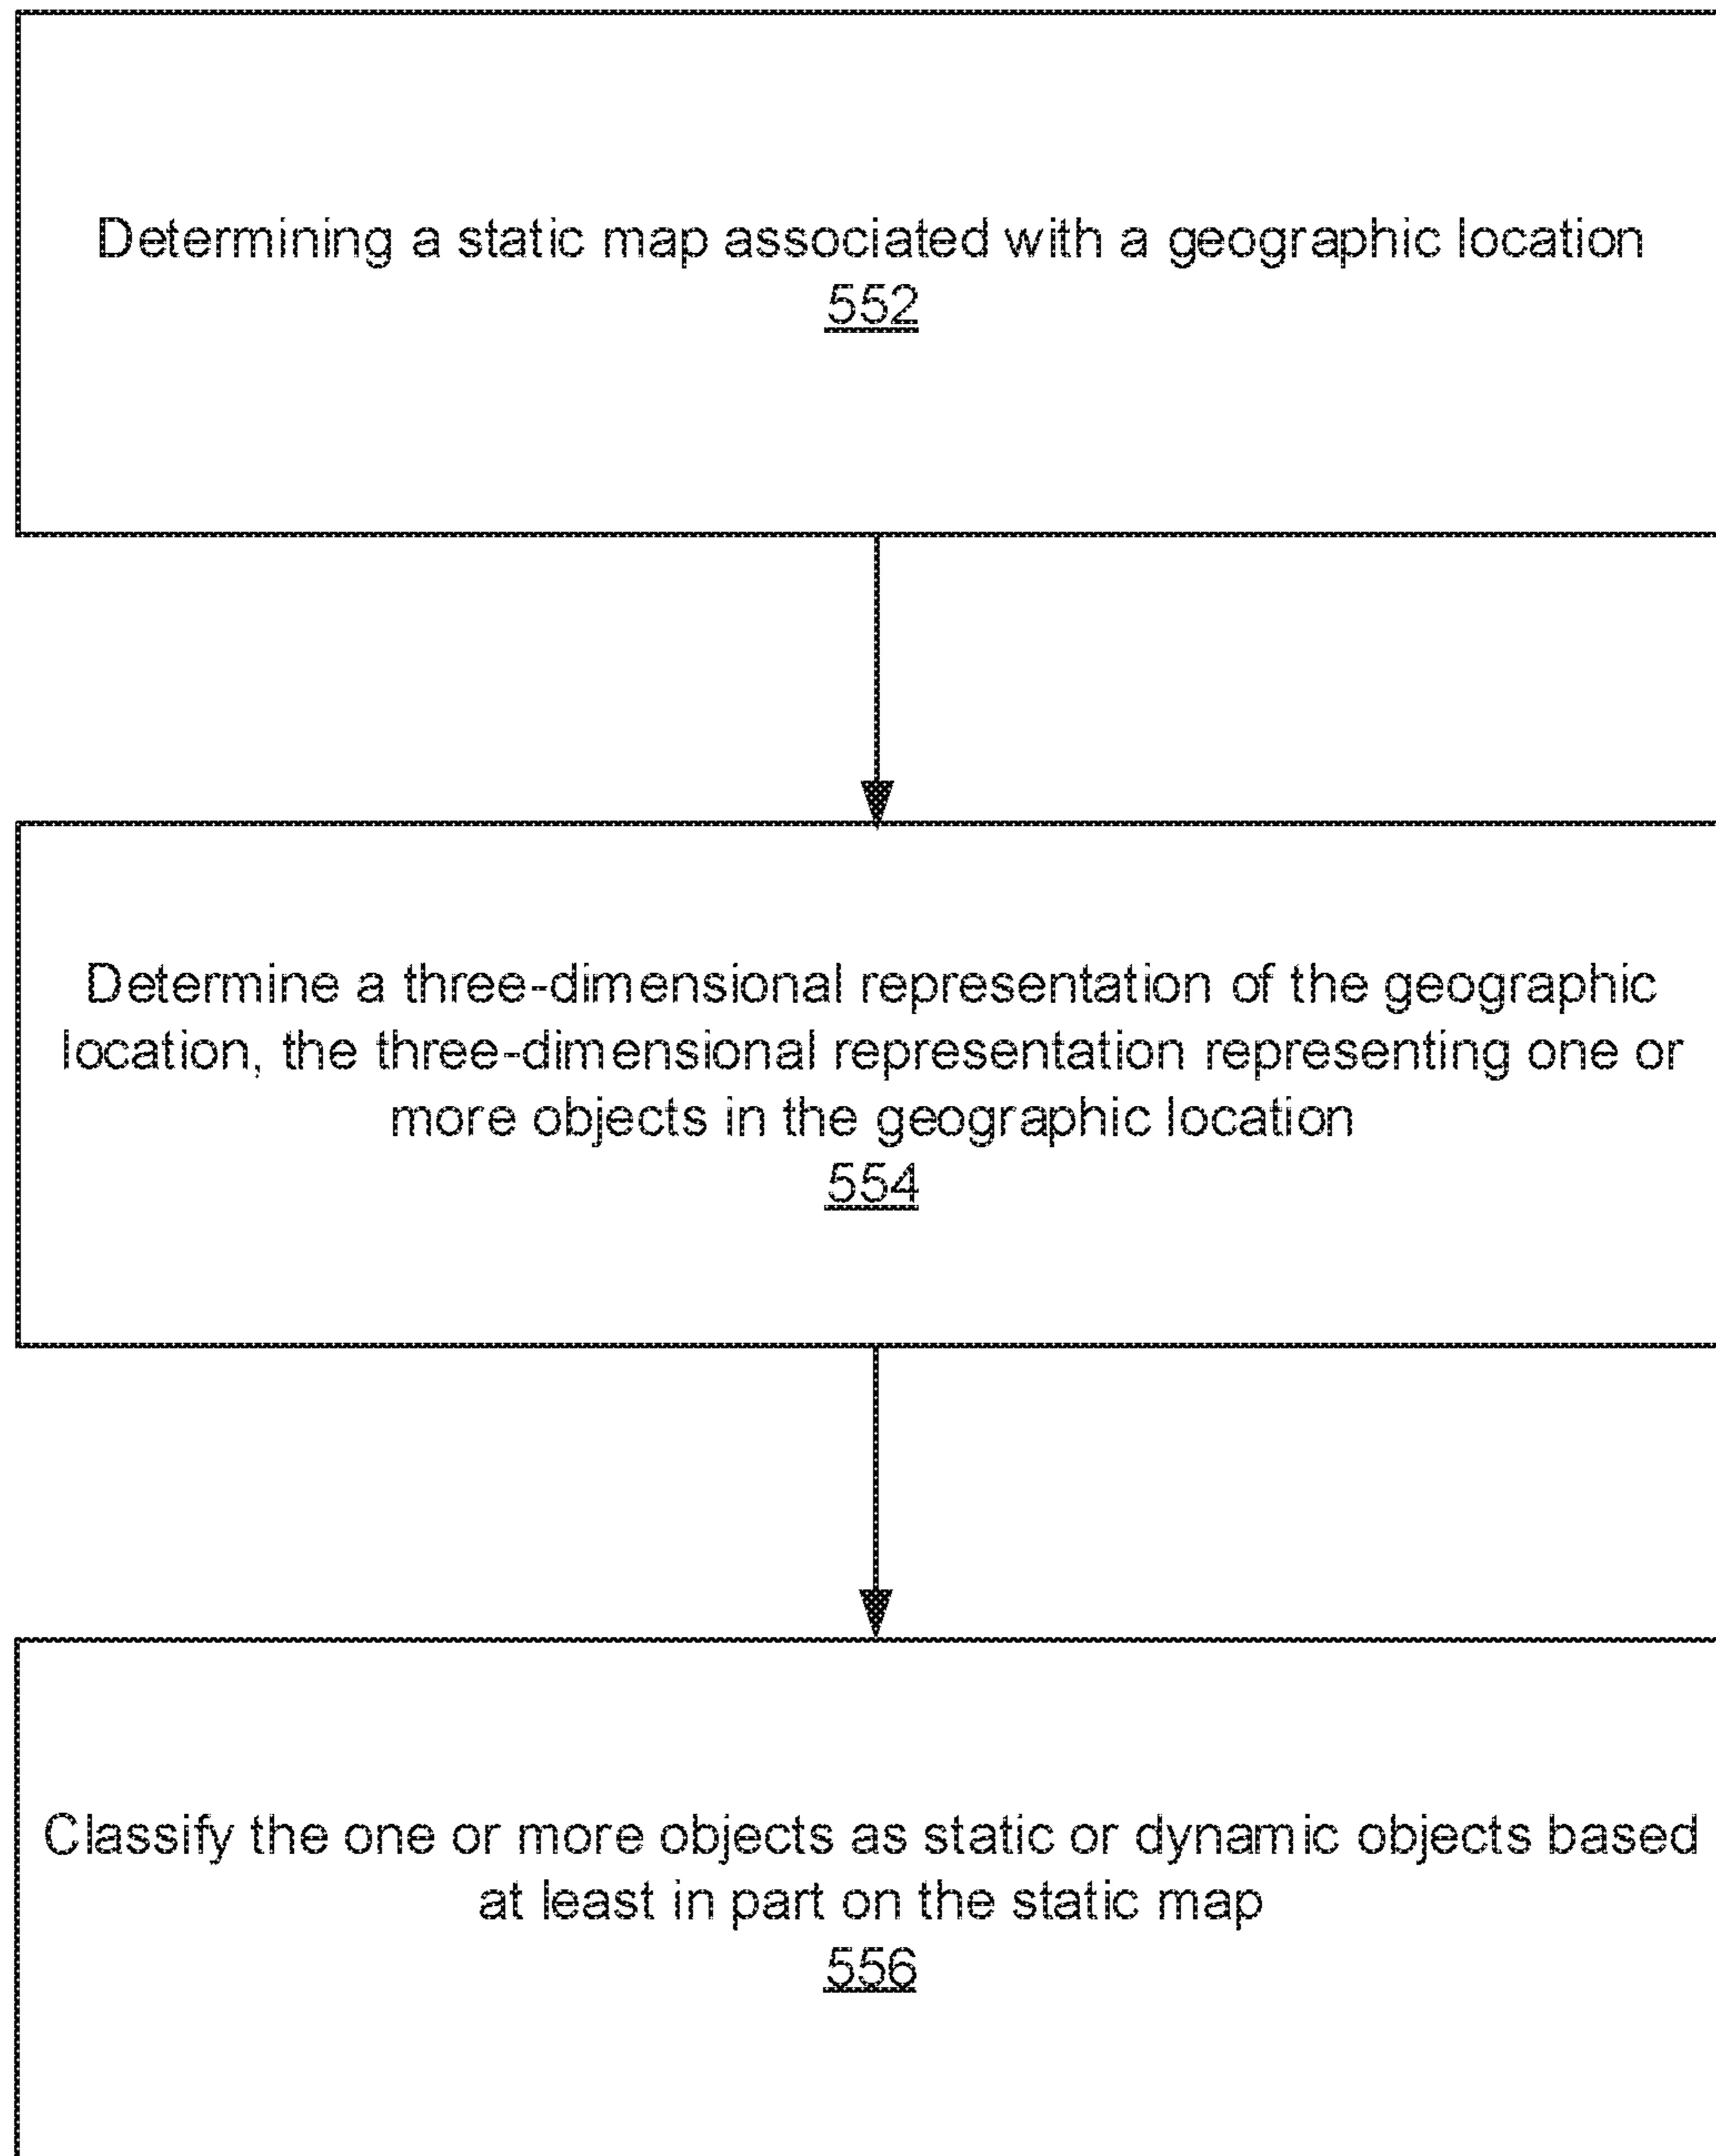 Determining a static map associated with a geographic location
552
Determine a three-dimensional representation of the geographic
location, the three-dimensional representation representing one or
more objects in the geographic location
554
Classify the one or more objects as static or dynamic objects based
at least in part on the static map
556